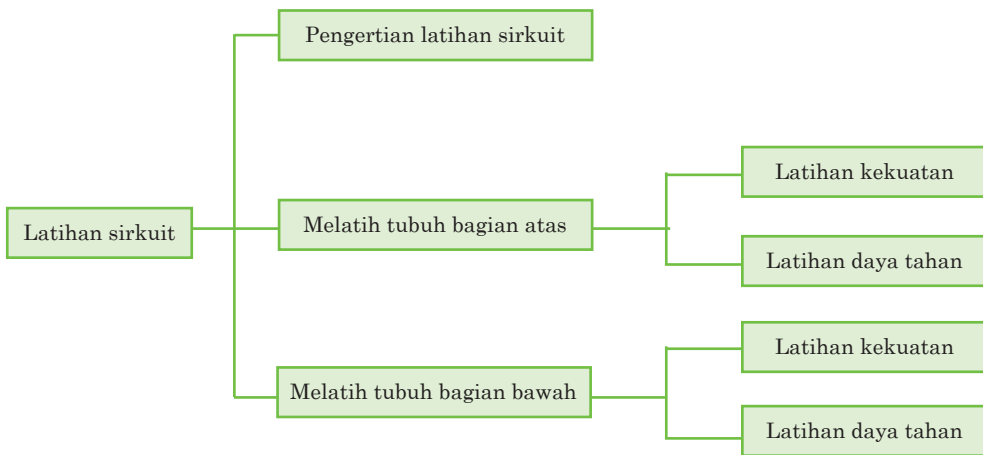 Pengertian latihan sirkuit
Latihan sirkuit
Melatih tubuh bagian atas
Latihan kekuatan
Latihan daya tahan
Melatih tubuh bagian bawah
Latihan kekuatan
Latihan daya tahan